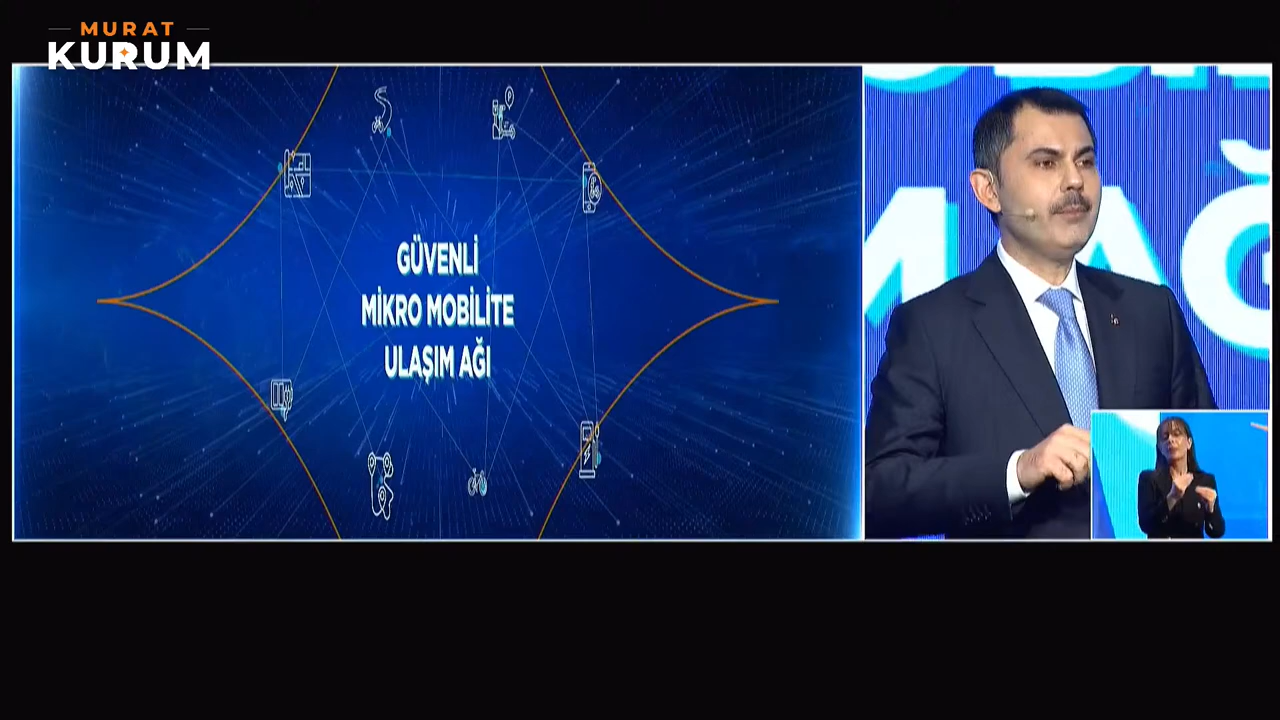 MURAT
KURUM
GÜVENLİ
MİKRO MOBİLİTE
ULAŞIM AĞI